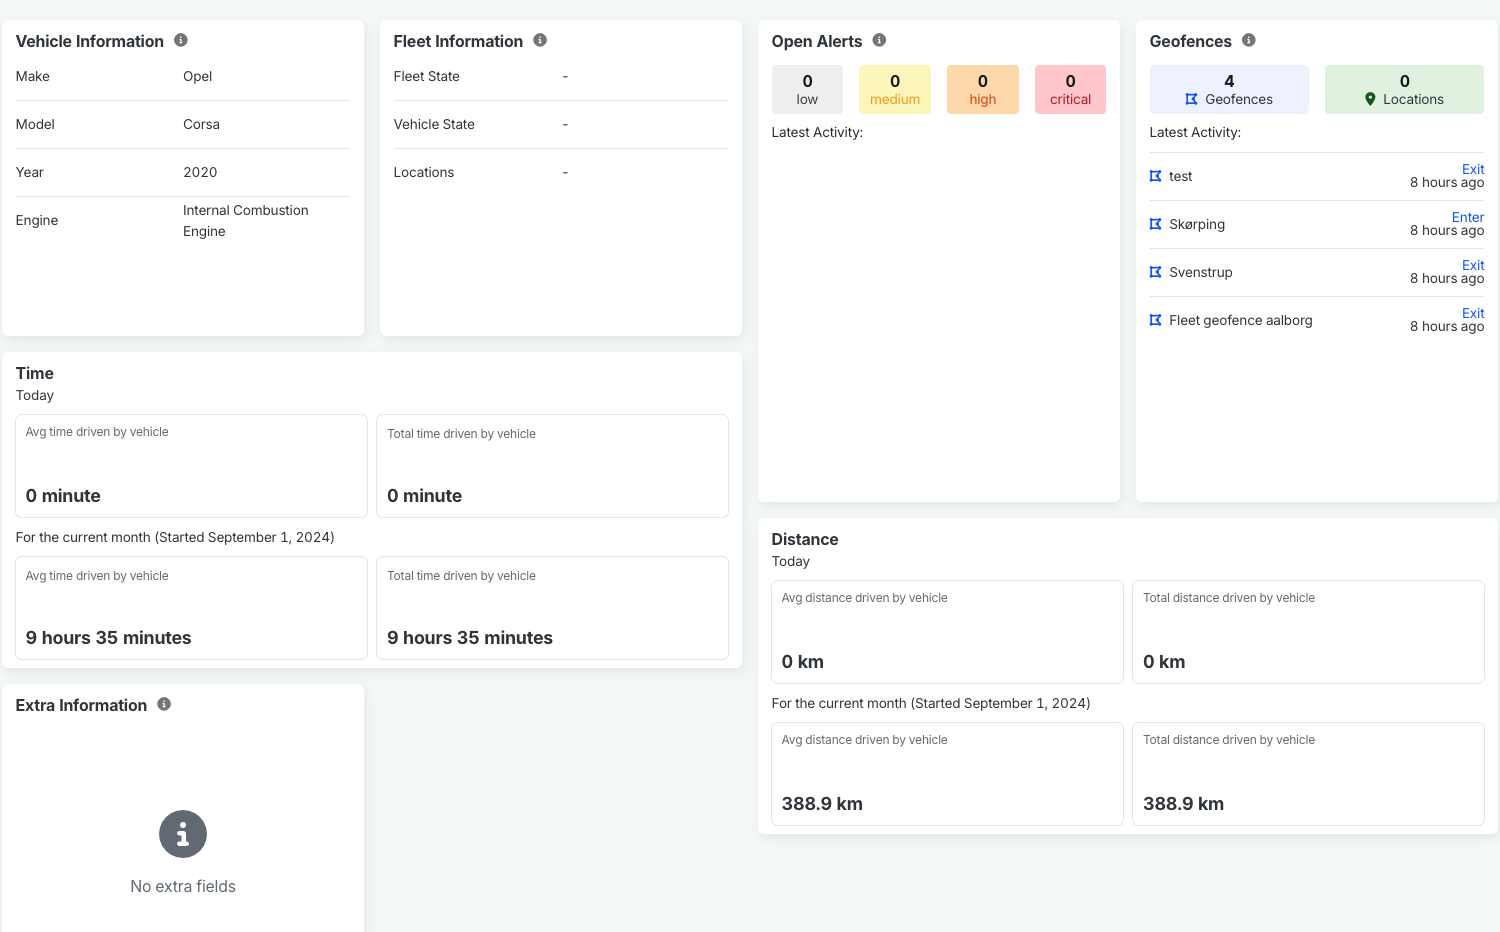 Vehicle Information
Make Opel
Model Corsa
Year 2020
Engine Internal Combustion
Engine
Fleet Information
Fleet State -
Vehicle State -
Locations -
Open Alerts
0 0 0 0
low medium high critical
Latest Activity:
Geofences
4 0
Geofences Locations
Latest Activity:
test Exit
8 hours ago
Skørping Enter
8 hours ago
Svenstrup Exit
8 hours ago
Fleet geofence aalborg Exit
8 hours ago
Time
Today
Avg time driven by vehicle Total time driven by vehicle
0 minute 0 minute
For the current month (Started September 1, 2024)
Avg time driven by vehicle Total time driven by vehicle
9 hours 35 minutes 9 hours 35 minutes
Distance
Today
Avg distance driven by vehicle Total distance driven by vehicle
0 km 0 km
For the current month (Started September 1, 2024)
Avg distance driven by vehicle Total distance driven by vehicle
388.9 km 388.9 km
Extra Information
No extra fields